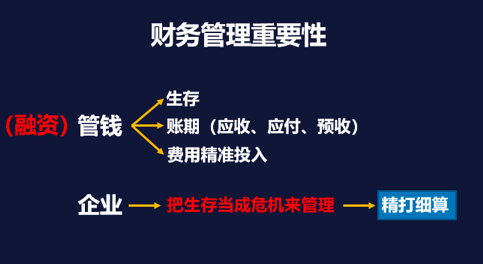 财务管理重要性
生存
(融资) 管钱
账期（应收、应付、预收）
费用精准投入
企业 把生存当成危机来管理 精打细算